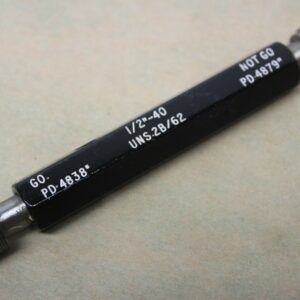 GO.
PD-4838"
1/2"-40
UNS.2B/62
NOT GO
PD-4879"